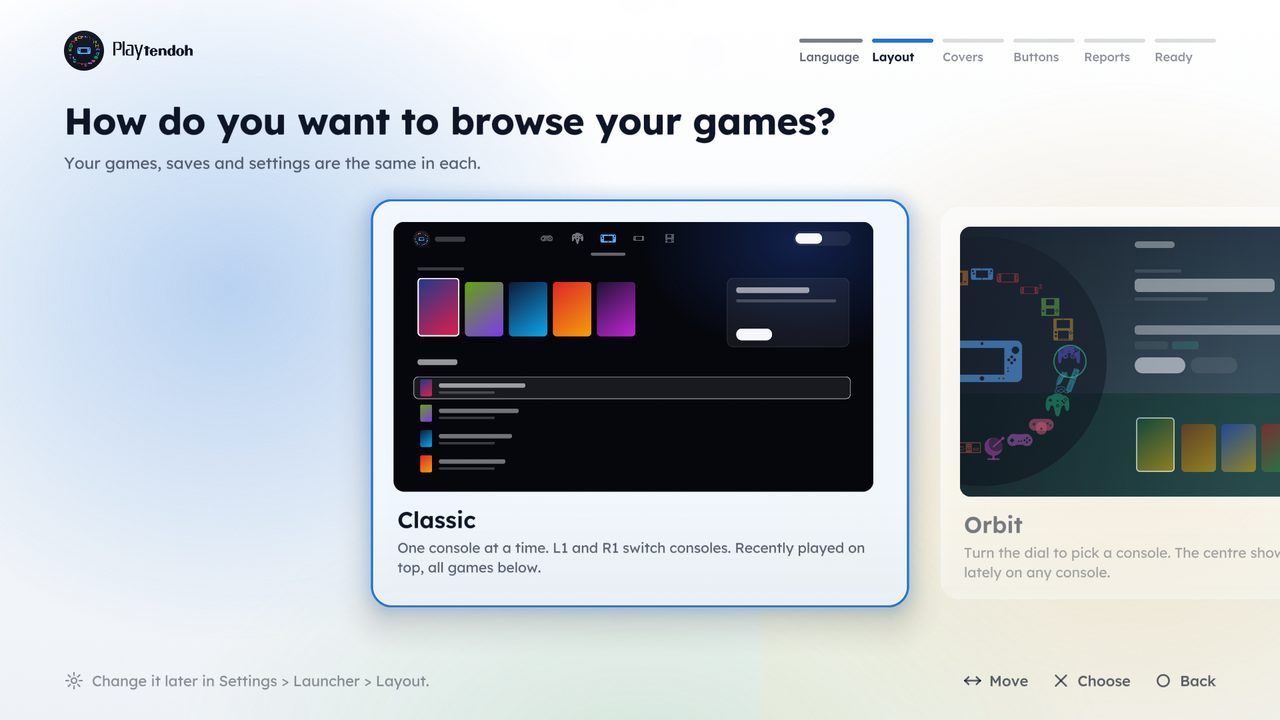 Playtendoh
Language Layout Covers Buttons Reports Ready
How do you want to browse your games?
Your games, saves and settings are the same in each.
Classic
One console at a time. L1 and R1 switch consoles. Recently played on
top, all games below.
Orbit
Turn the dial to pick a console. The centre
lately on any console.
Change it later in Settings > Launcher > Layout.
Move Choose Back